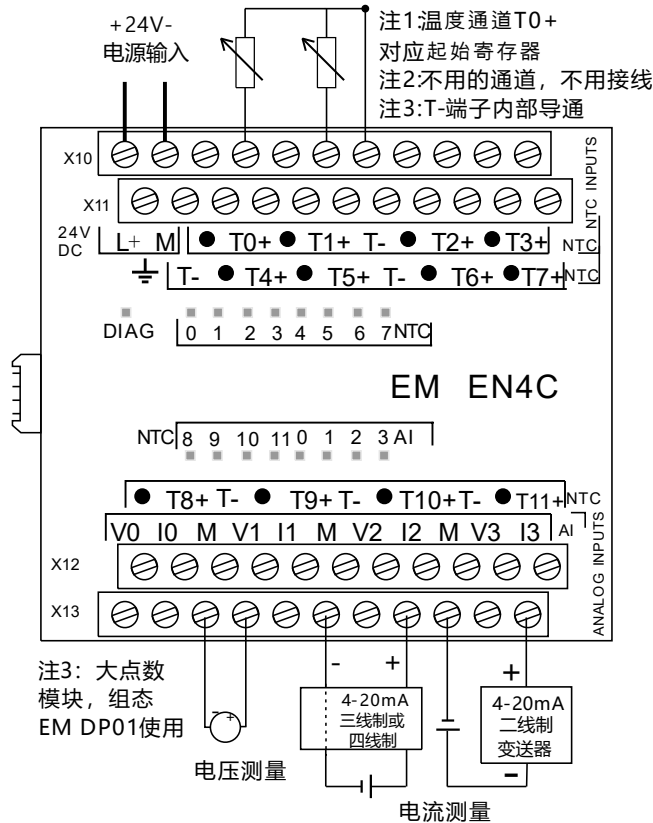 +24V-
电源输入
注1:温度通道T0+
对应起始寄存器
注2:不用的通道，不用接线
注3:T-端子内部导通
X10
X11
NTC INPUTS
24V
DC
L+ M
T0+ T1+ T- T2+ T3+ NTC
T- T4+ T5+ T- T6+ T7+ NTC
DIAG
0 1 2 3 4 5 6 7 NTC
EM EN4C
NTC 8 9 10 11 0 1 2 3 AI
T8+ T- T9+ T- T10+ T- T11+ NTC
V0 I0 M V1 I1 M V2 I2 M V3 I3 AI
ANALOG INPUTS
X12
X13
注3：大点数
模块，组态
EM DP01使用
- +
电压测量
- +
4-20mA
三线制或
四线制
+
4-20mA
二线制
变送器
-
电流测量